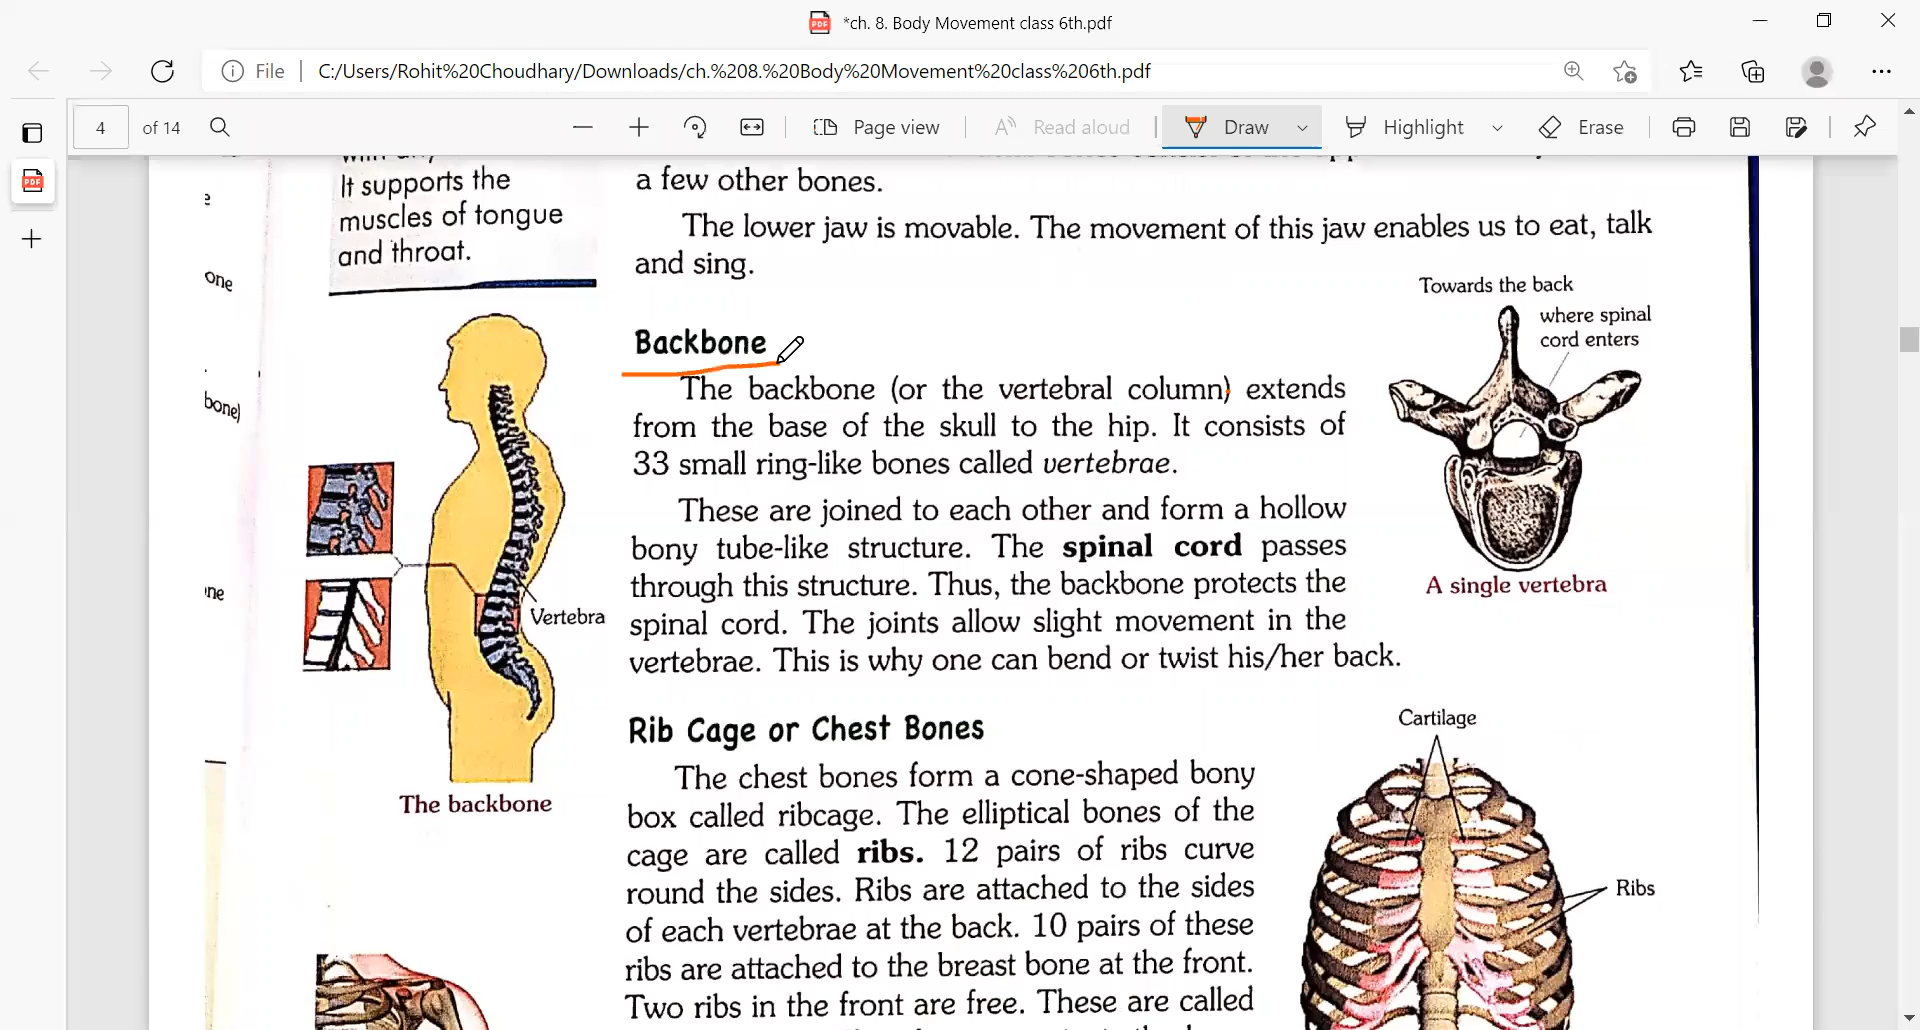 *ch. 8. Body Movement class 6th.pdf
File
C:/Users/Rohit%20Choudhary/Downloads/ch.%208.%20Body%20Movement%20class%206th.pdf
4 of 14
Page view
Read aloud
Draw
Highlight
Erase
It supports the
muscles of tongue
and throat.
one
bone)
a few other bones.
The lower jaw is movable. The movement of this jaw enables us to eat, talk
and sing.
Backbone
The backbone (or the vertebral column) extends
from the base of the skull to the hip. It consists of
33 small ring-like bones called vertebrae.
These are joined to each other and form a hollow
bony tube-like structure. The spinal cord passes
through this structure. Thus, the backbone protects the
spinal cord. The joints allow slight movement in the
vertebrae. This is why one can bend or twist his/her back.
Towards the back
where spinal
cord enters
A single vertebra
Vertebra
The backbone
Rib Cage or Chest Bones
The chest bones form a cone-shaped bony
box called ribcage. The elliptical bones of the
cage are called ribs. 12 pairs of ribs curve
round the sides. Ribs are attached to the sides
of each vertebrae at the back. 10 pairs of these
ribs are attached to the breast bone at the front.
Two ribs in the front are free. These are called
Cartilage
Ribs